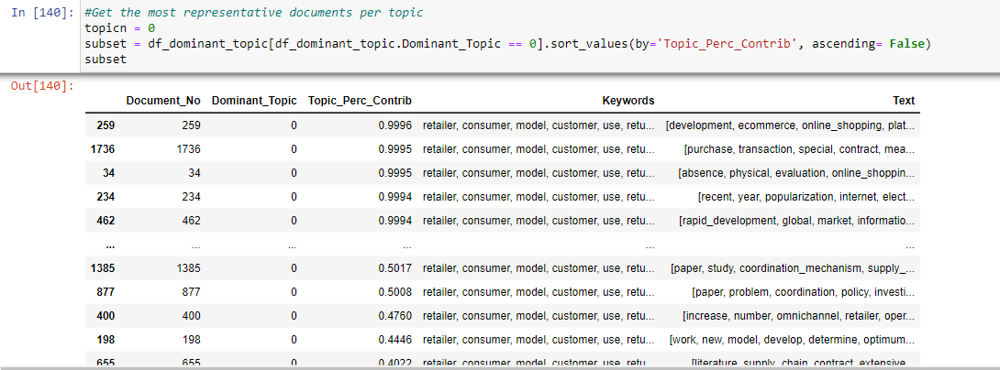 In [140]: #Get the most representative documents per topic
topicn = 0
subset = df_dominant_topic[df_dominant_topic.Dominant_Topic == 0].sort_values(by='Topic_Perc_Contrib', ascending= False)
subset
Out[140]:
Document_No Dominant_Topic Topic_Perc_Contrib Keywords Text
259 259 0 0.9996 retailer, consumer, model, customer, use, retu... [development, ecommerce, online_shopping, plat...
1736 1736 0 0.9995 retailer, consumer, model, customer, use, retu... [purchase, transaction, special, contract, mea...
34 34 0 0.9995 retailer, consumer, model, customer, use, retu... [absence, physical, evaluation, online_shoppin...
234 234 0 0.9994 retailer, consumer, model, customer, use, retu... [recent, year, popularization, internet, elect...
462 462 0 0.9994 retailer, consumer, model, customer, use, retu... [rapid_development, global, market, informatio...
... ... ... ... ... ...
1385 1385 0 0.5017 retailer, consumer, model, customer, use, retu... [paper, study, coordination_mechanism, supply_...
877 877 0 0.5008 retailer, consumer, model, customer, use, retu... [paper, problem, coordination, policy, investi...
400 400 0 0.4760 retailer, consumer, model, customer, use, retu... [increase, number, omnichannel, retailer, oper...
198 198 0 0.4446 retailer, consumer, model, customer, use, retu... [work, new, model, develop, determine, optimum...
655 655 0 0.4022 retailer, consumer, model, customer, use, retu... [literature, supply, chain, contract, extensive...